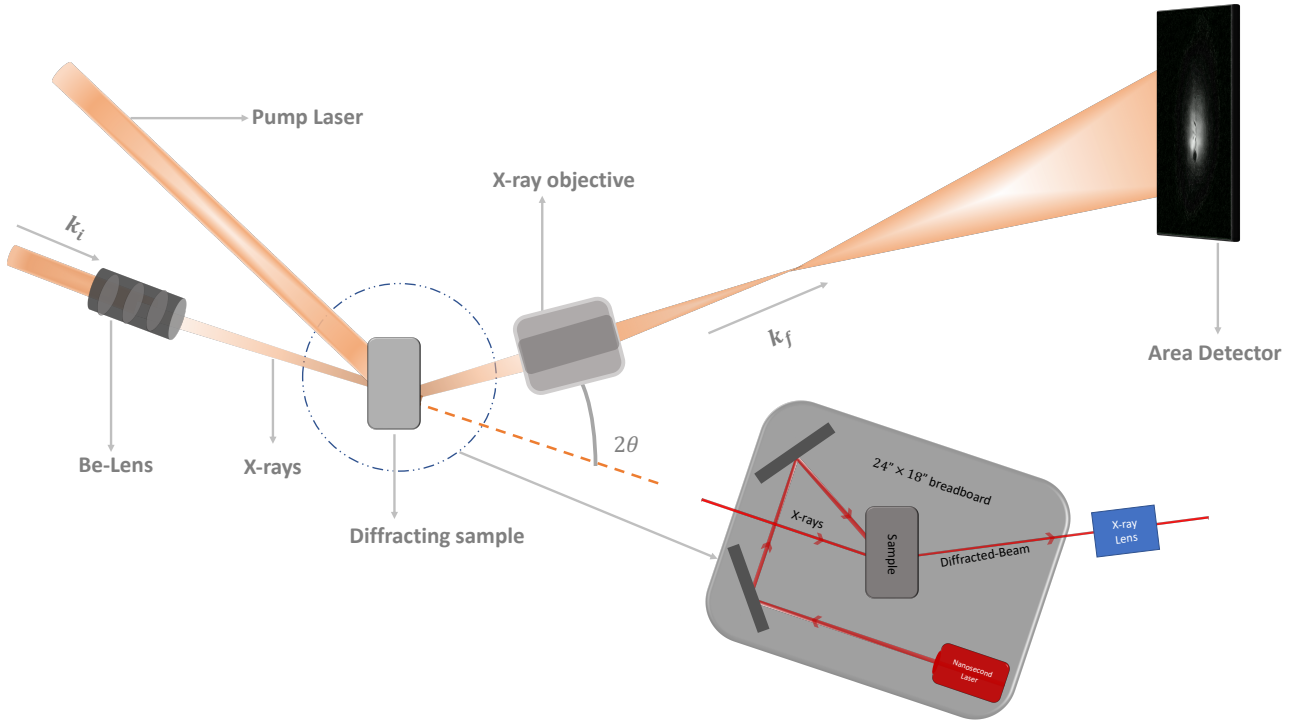 Pump Laser
X-ray objective
k_i
k_f
Area Detector
2θ
Be-Lens
X-rays
Diffracting sample
24" × 18" breadboard
X-rays
Sample
Diffracted-Beam
X-ray
Lens
Nanosecond
Laser